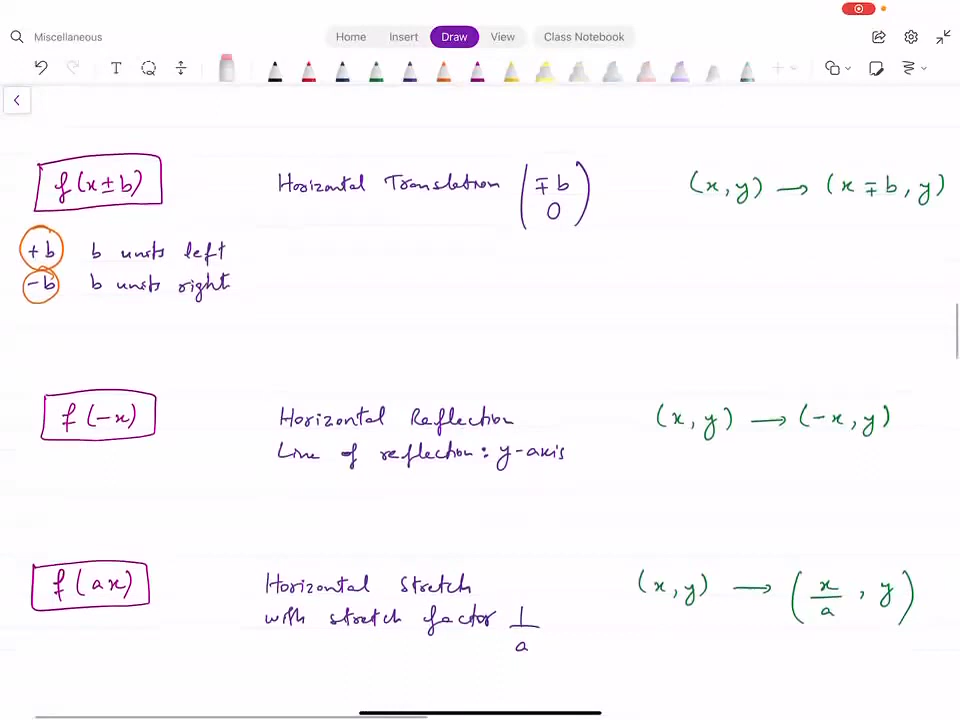 Miscellaneous
Home Insert Draw View Class Notebook
T
f(x±b) Horizontal Translation (∓b 0) (x,y) → (x∓b, y)
+b b units left
-b b units right
f(-x) Horizontal Reflection (x,y) → (-x,y)
Line of reflection: y-axis
f(ax) Horizontal Stretch (x,y) → (x/a, y)
with stretch factor 1/a